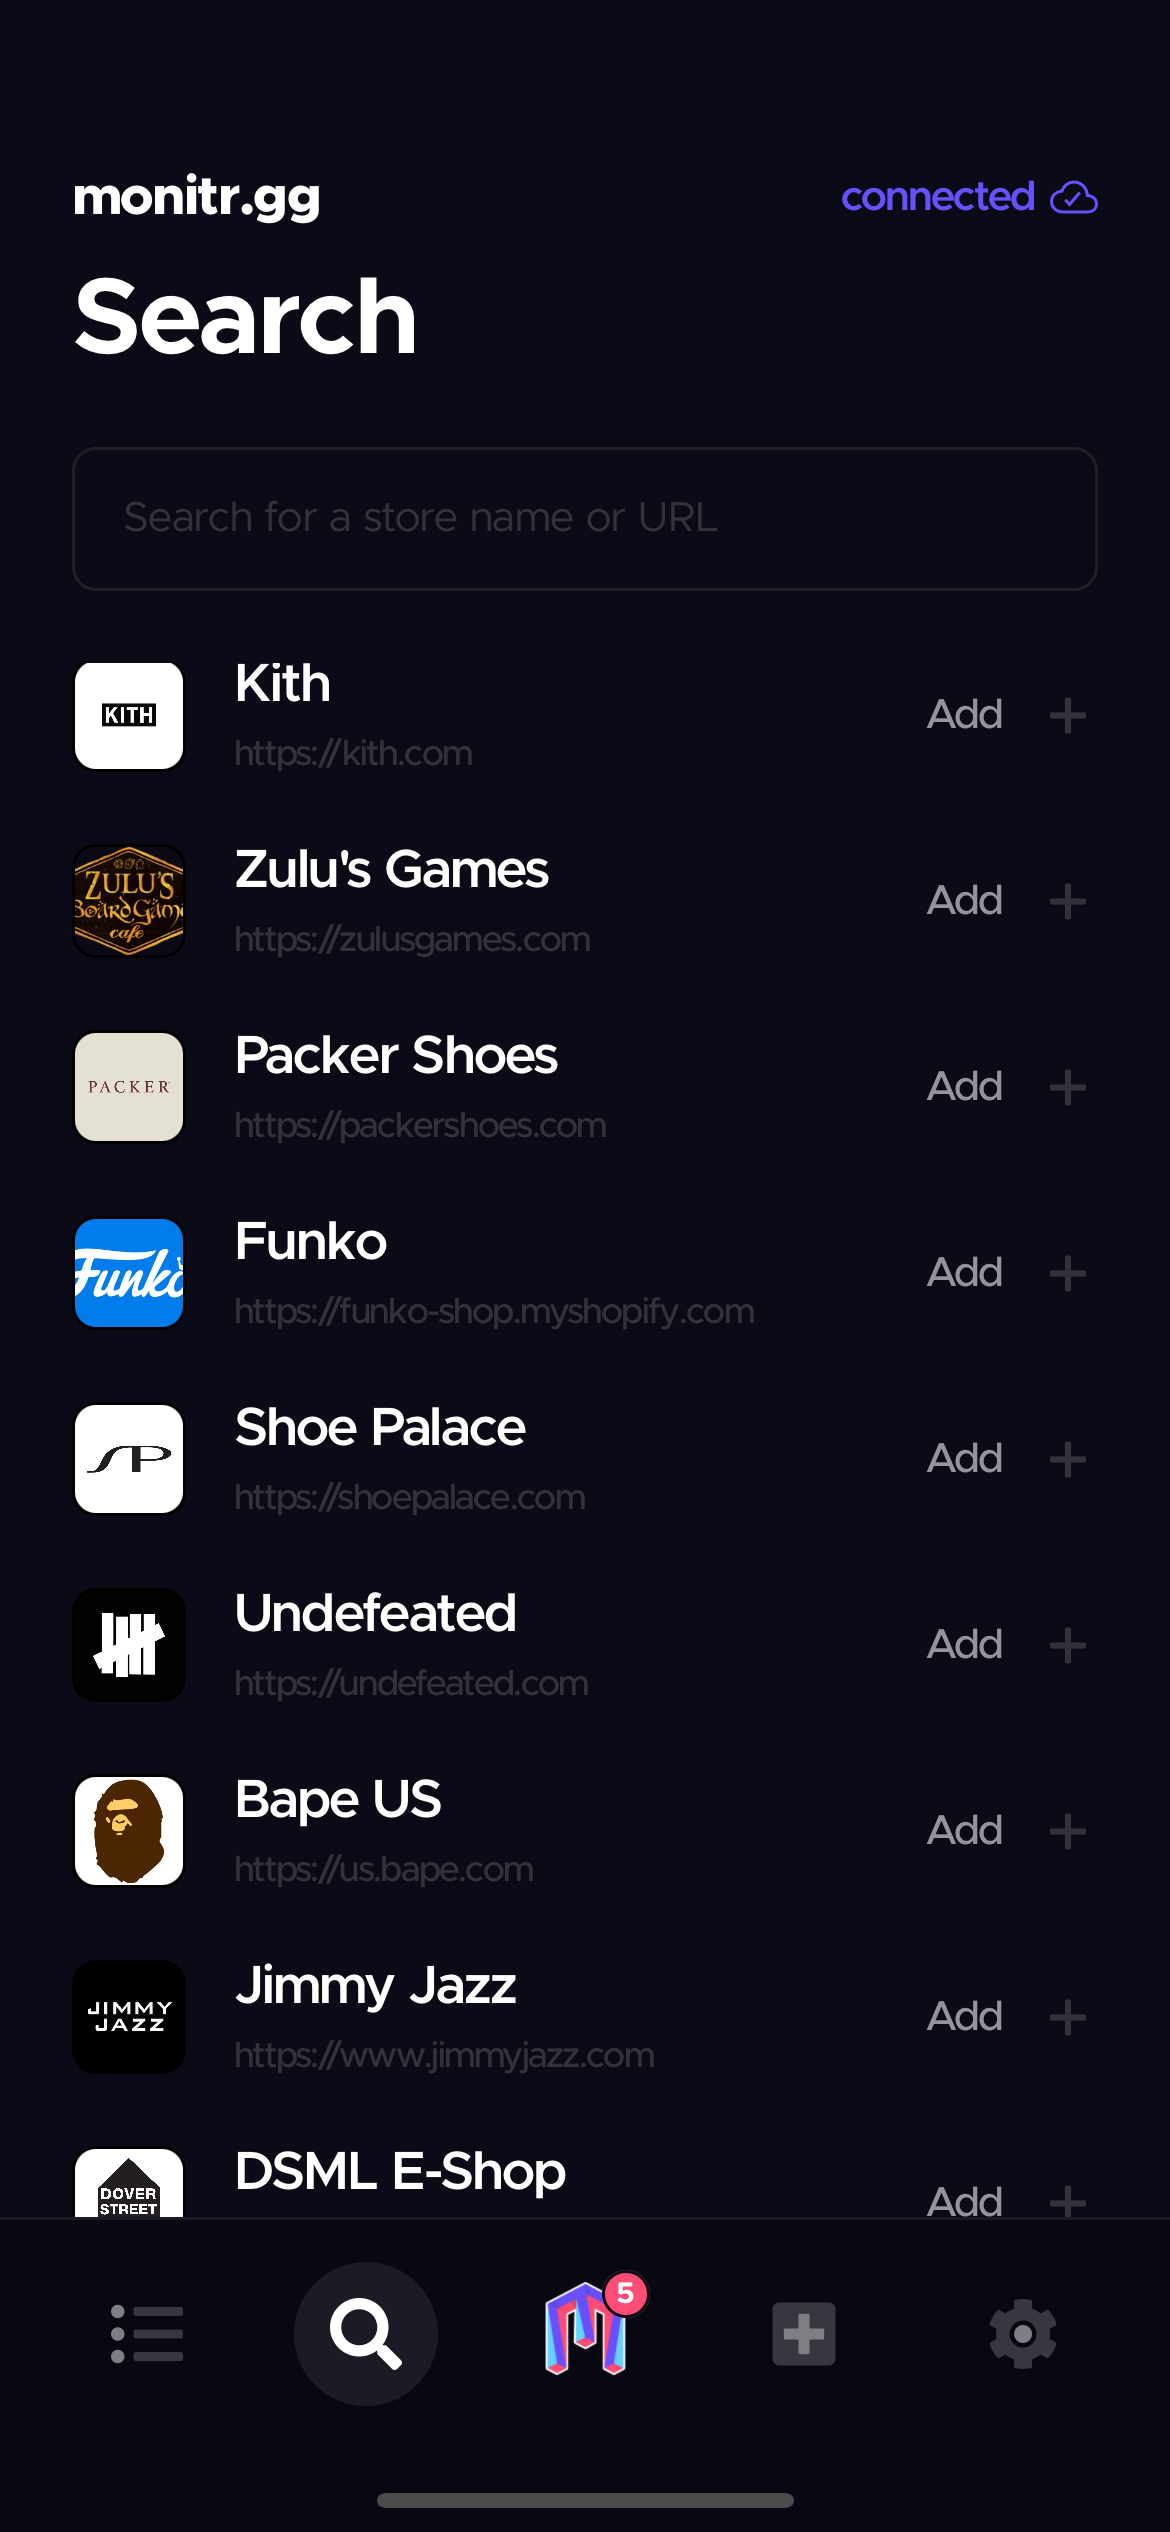 monitr.gg
connected
Search
Search for a store name or URL
KITH
Kith
https://kith.com
Add
ZULU'S
BOARD GAME
cafe
Zulu's Games
https://zulusgames.com
Add
PACKER
Packer Shoes
https://packershoes.com
Add
Funko
Funko
https://funko-shop.myshopify.com
Add
SP
Shoe Palace
https://shoepalace.com
Add
Undefeated
https://undefeated.com
Add
Bape US
https://us.bape.com
Add
JIMMY
JAZZ
Jimmy Jazz
https://www.jimmyjazz.com
Add
DOVER
STREET
DSML E-Shop
Add
5